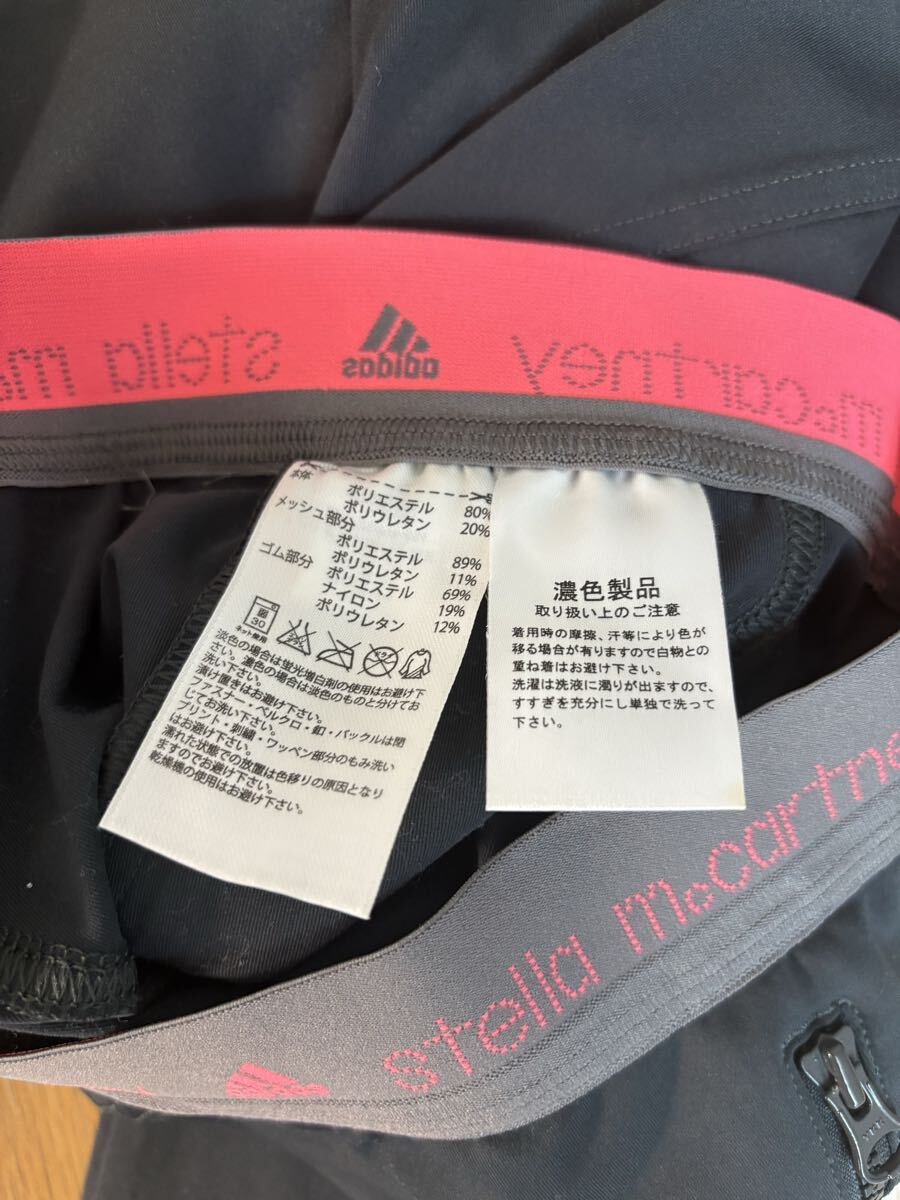 stella mc
adidas
mccartney
本体
ポリエステル 80%
ポリウレタン 20%
メッシュ部分
ポリエステル 89%
ポリウレタン 11%
ゴム部分
ポリエステル 69%
ナイロン 19%
ポリウレタン 12%
30
ネット使用
淡色の場合は蛍光増白剤の使用はお避け下
さい。濃色の場合は淡色のものと分けてお
洗い下さい。
漬け置きはお避け下さい。
ファスナー・ベルクロ・釦・バックルは閉
じてお洗い下さい。
プリント・刺繍・ワッペン部分のもみ洗い
はお避け下さい。
濡れた状態での放置は色移りの原因となり
ますのでお避け下さい。
乾燥機の使用はお避け下さい。
濃色製品
取り扱い上のご注意
着用時の摩擦、汗等により色が
移る場合が有りますので白物との
重ね着はお避け下さい。
洗濯は洗液に濁りが出ますので、
すすぎを充分にし単独で洗って
下さい。
stella mccartne